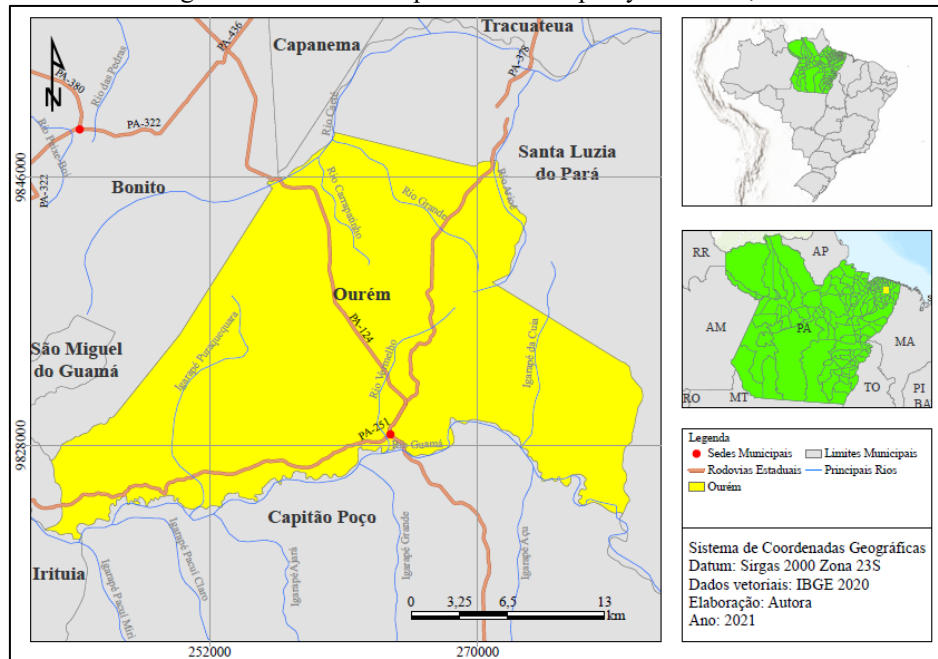 PA-436
Capanema
Tracuateua
PA-378
PA-380
Rio das Pedras
PA-322
Rio Caeté
Rio Peixe-Boi
PA-322
Santa Luzia
do Pará
9846000
Bonito
Rio Carrapatinho
Rio Grande
Ourém
PA-124
São Miguel
do Guamá
Igarapé Puraquequara
Rio Vermelho
Igarapé da Cuia
9828000
PA-251
Rio Guamá
Capitão Poço
Irituia
Igarapé Pacuí Miri
Igarapé Pacuí Claro
Igarapé Ajará
Igarapé Grande
Igarapé Açu
0 3,25 6,5 13
km
252000 270000
RR AP
AM PA MA
TO PI
RO MT BA
Legenda
Sedes Municipais Limites Municipais
Rodovias Estaduais Principais Rios
Ourém
Sistema de Coordenadas Geográficas
Datum: Sirgas 2000 Zona 23S
Dados vetoriais: IBGE 2020
Elaboração: Autora
Ano: 2021